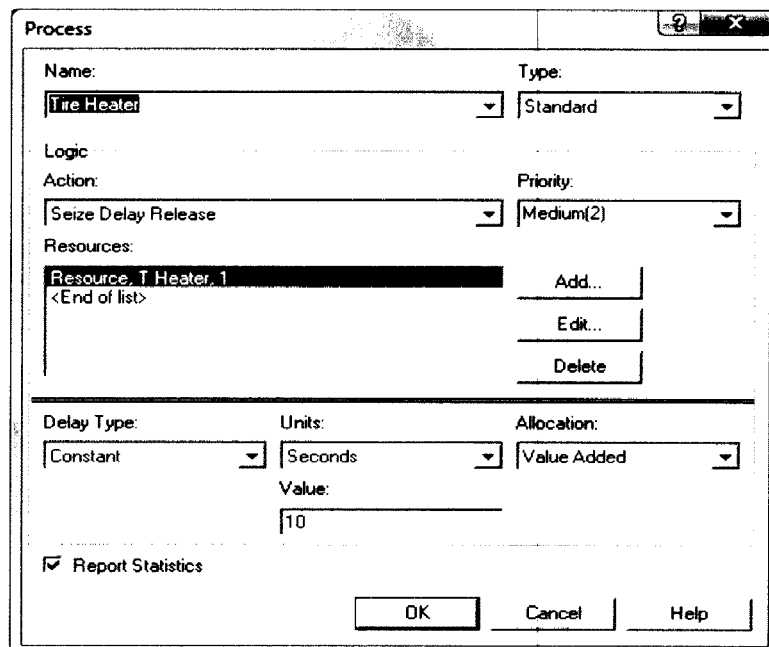 Process
Name: Type:
Tire Heater Standard
Logic
Action: Priority:
Seize Delay Release Medium(2)
Resources:
Resource, T Heater, 1
<End of list>
Add...
Edit...
Delete
Delay Type: Units: Allocation:
Constant Seconds Value Added
Value:
10
Report Statistics
OK Cancel Help